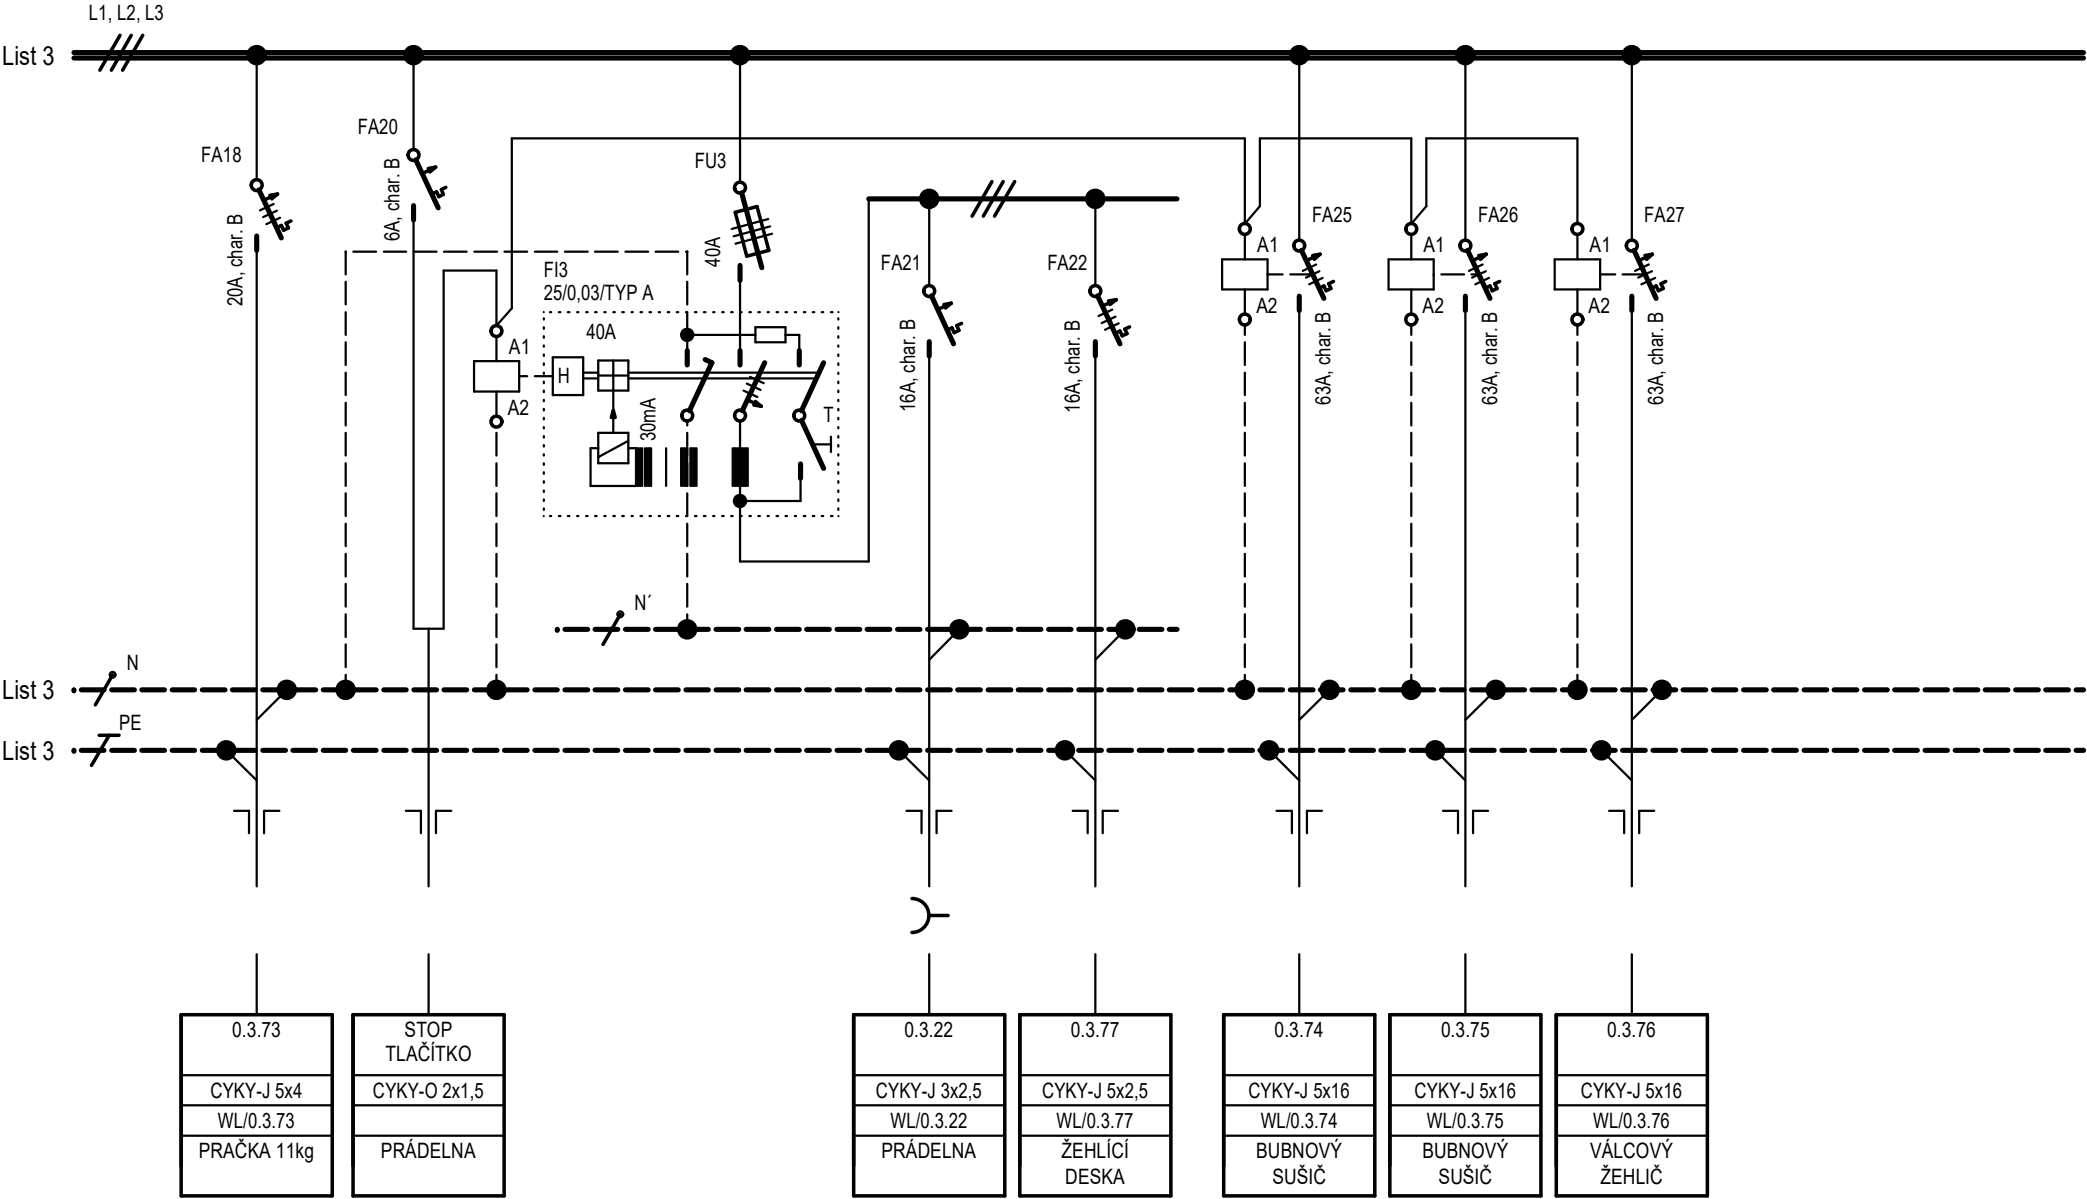 L1, L2, L3
List 3
FA20
FA18
FU3
6A, char. B
20A, char. B
40A
FA25
FA26
FA27
FI3
25/0,03/TYP A
FA21
FA22
A1
A1
A1
A2
A2
A2
40A
A1
A2
H
30mA
T
16A, char. B
16A, char. B
63A, char. B
63A, char. B
63A, char. B
N´
N
List 3
PE
List 3
0.3.73
CYKY-J 5x4
WL/0.3.73
PRAČKA 11kg
STOP
TLAČÍTKO
CYKY-O 2x1,5
PRÁDELNA
0.3.22
CYKY-J 3x2,5
WL/0.3.22
PRÁDELNA
0.3.77
CYKY-J 5x2,5
WL/0.3.77
ŽEHLÍCÍ
DESKA
0.3.74
CYKY-J 5x16
WL/0.3.74
BUBNOVÝ
SUŠIČ
0.3.75
CYKY-J 5x16
WL/0.3.75
BUBNOVÝ
SUŠIČ
0.3.76
CYKY-J 5x16
WL/0.3.76
VÁLCOVÝ
ŽEHLIČ